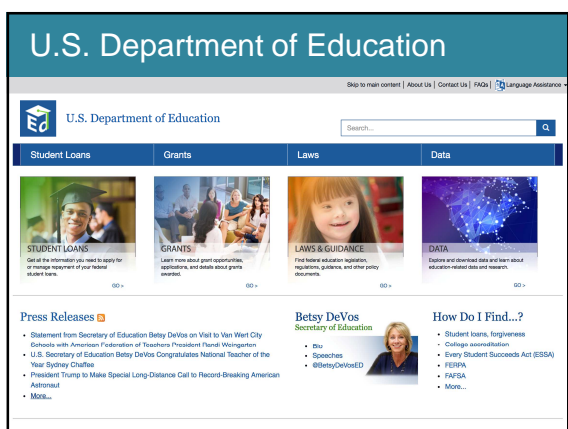 U.S. Department of Education
Skip to main content | About Us | Contact Us | FAQs | Language Assistance
Ed
U.S. Department of Education
Search...
Student Loans
Grants
Laws
Data
STUDENT LOANS
Get all the information you need to apply for
or manage repayment of your federal
student loans.
GO >
GRANTS
Learn more about grant opportunities,
applications, and details about grants
awarded.
GO >
LAWS & GUIDANCE
Find federal education legislation,
regulations, guidance, and other policy
documents.
GO >
DATA
Explore and download data and learn about
education-related data and research.
GO >
Press Releases
• Statement from Secretary of Education Betsy DeVos on Visit to Van Wert City
Schools with American Federation of Teachers President Randi Weingarten
• U.S. Secretary of Education Betsy DeVos Congratulates National Teacher of the
Year Sydney Chaffee
• President Trump to Make Special Long-Distance Call to Record-Breaking American
Astronaut
• More...
Betsy DeVos
Secretary of Education
• Bio
• Speeches
• @BetsyDeVosED
How Do I Find...?
• Student loans, forgiveness
• College accreditation
• Every Student Succeeds Act (ESSA)
• FERPA
• FAFSA
• More...